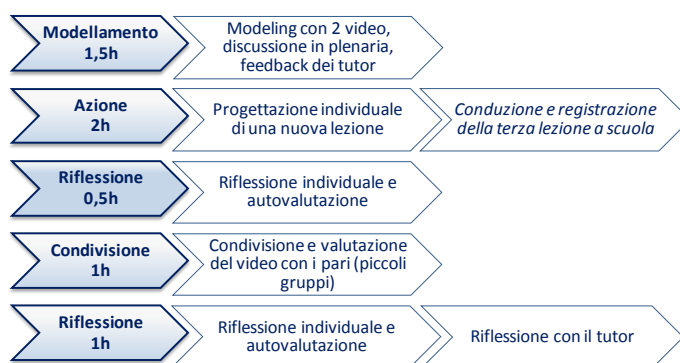 Modellamento
1,5h
Modeling con 2 video,
discussione in plenaria,
feedback dei tutor
Azione
2h
Progettazione individuale
di una nuova lezione
Conduzione e registrazione
della terza lezione a scuola
Riflessione
0,5h
Riflessione individuale e
autovalutazione
Condivisione
1h
Condivisione e valutazione
del video con i pari (piccoli
gruppi)
Riflessione
1h
Riflessione individuale e
autovalutazione
Riflessione con il tutor